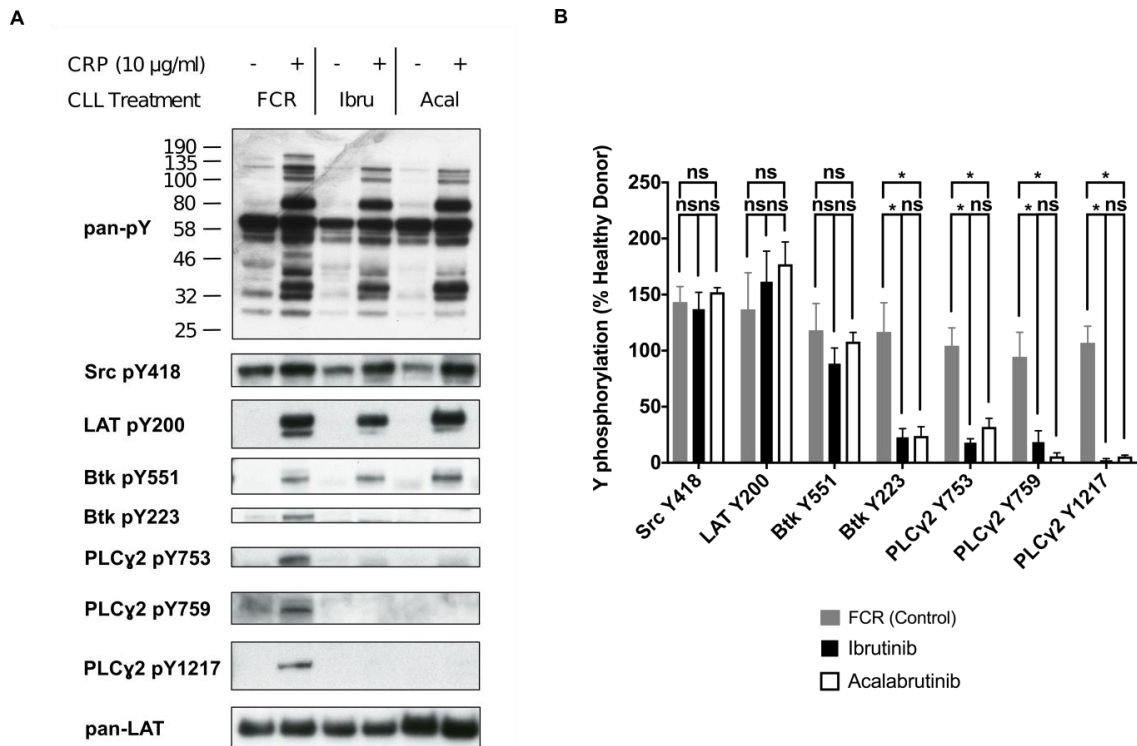 A
CRP (10 µg/ml) - + - + - +
CLL Treatment FCR Ibru Acal
pan-pY
190
135
100
80
58
46
32
25
Src pY418
LAT pY200
Btk pY551
Btk pY223
PLCɣ2 pY753
PLCɣ2 pY759
PLCɣ2 pY1217
pan-LAT
B
Y phosphorylation (% Healthy Donor)
250
200
150
100
50
0
ns ns ns * * * *
nsns nsns nsns * ns * ns * ns * ns
Src Y418
LAT Y200
Btk Y551
Btk Y223
PLCγ2 Y753
PLCγ2 Y759
PLCγ2 Y1217
FCR (Control)
Ibrutinib
Acalabrutinib